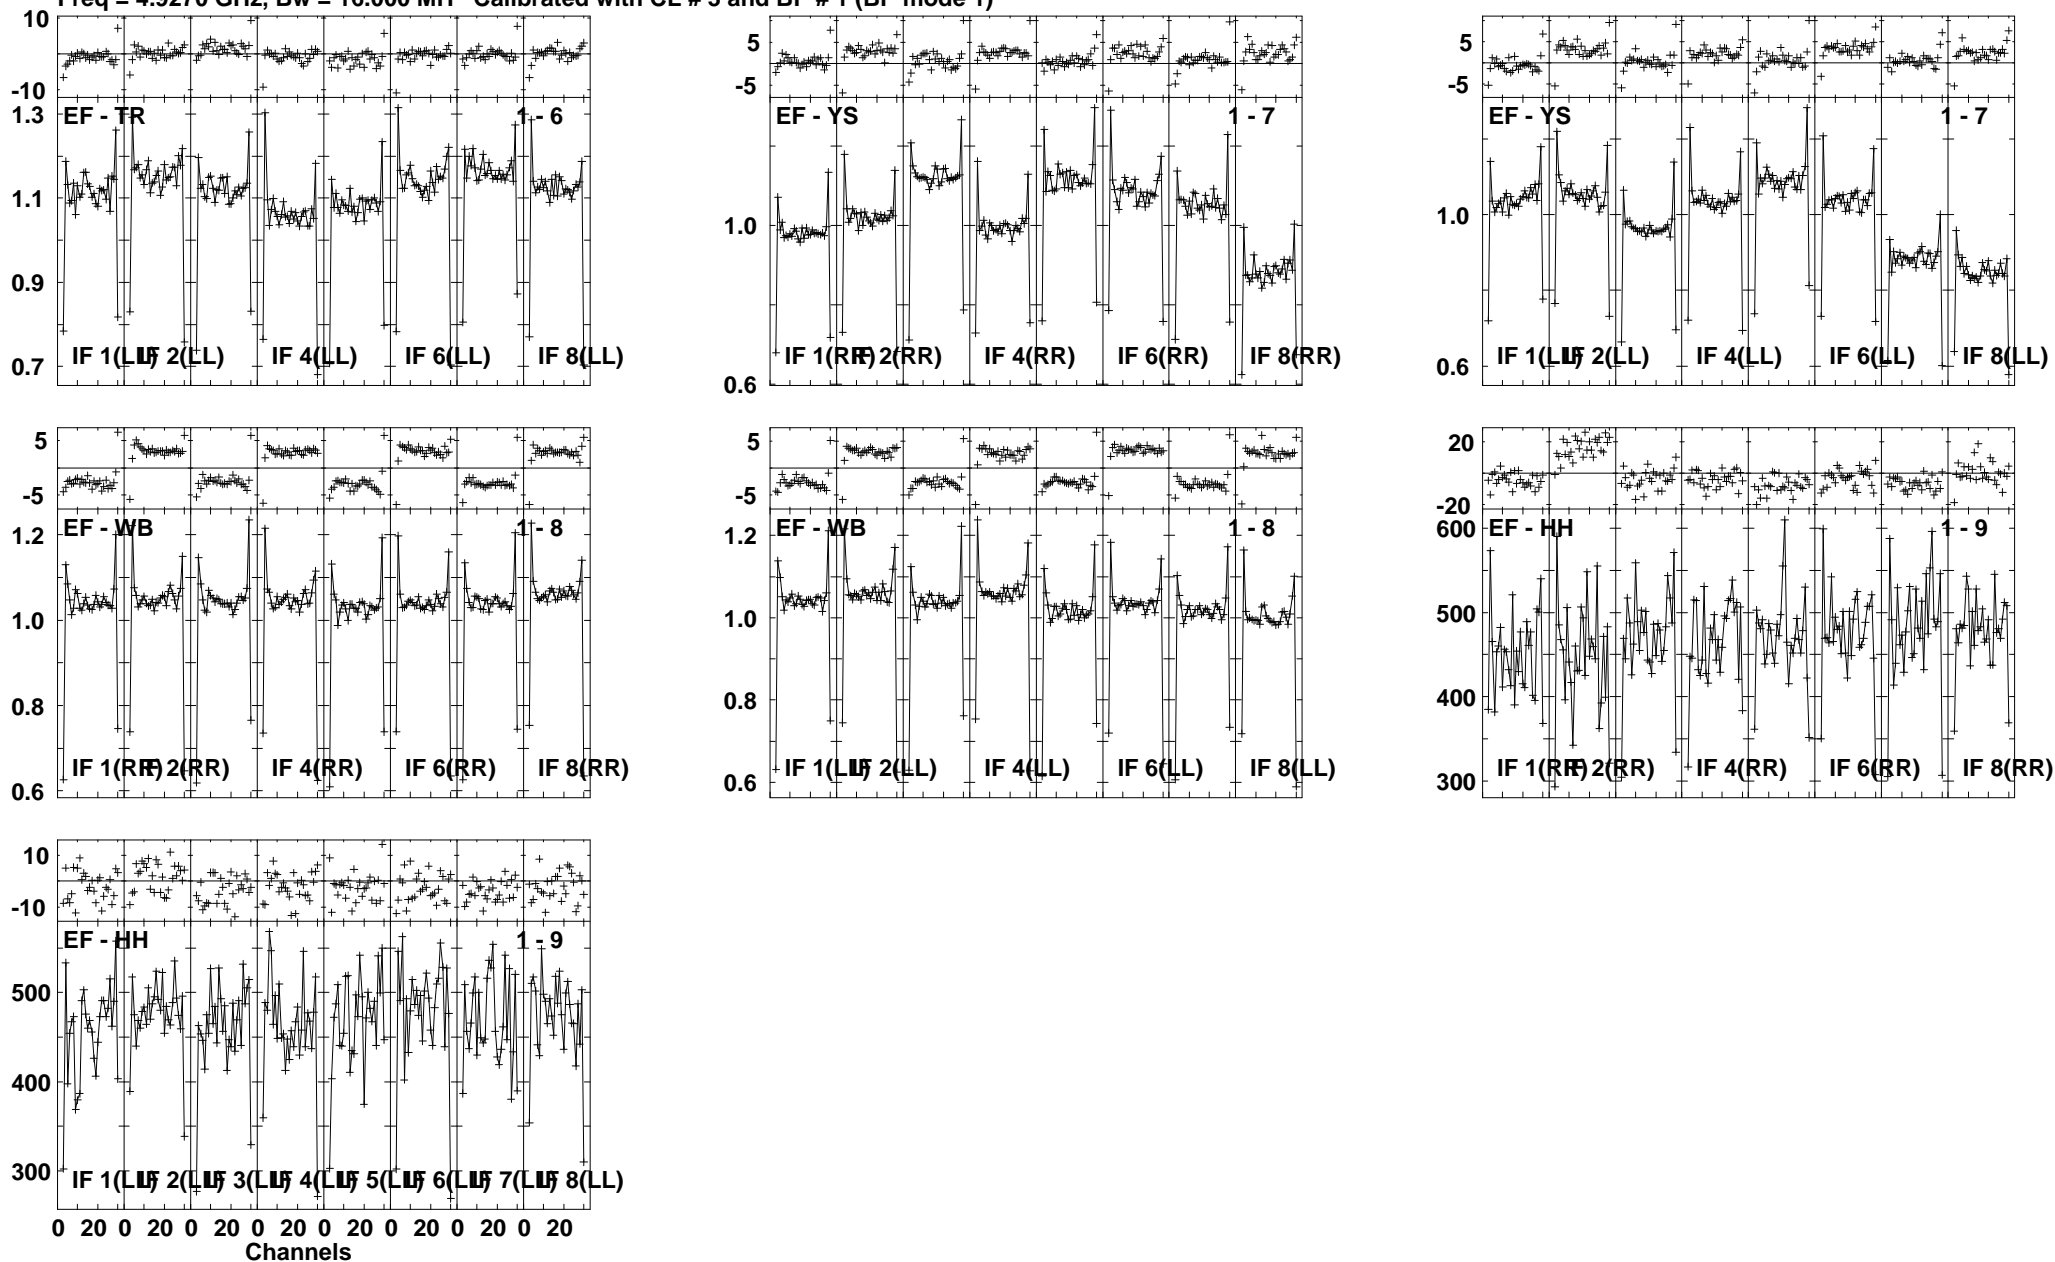 Freq = 4.9270 GHz, Bw = 16.000 MH Calibrated with CL # 3 and BP # 1 (BP mode 1)
10
-10
1.3
1.1
0.9
0.7
EF - TR 1 - 6
IF 1(LL) IF 2(LL) IF 4(LL) IF 6(LL) IF 8(LL)
5
-5
1.0
0.6
EF - YS 1 - 7
IF 1(RR) IF 2(RR) IF 4(RR) IF 6(RR) IF 8(RR)
5
-5
1.0
0.6
EF - YS 1 - 7
IF 1(LL) IF 2(LL) IF 4(LL) IF 6(LL) IF 8(LL)
5
-5
1.2
1.0
0.8
0.6
EF - WB 1 - 8
IF 1(RR) IF 2(RR) IF 4(RR) IF 6(RR) IF 8(RR)
5
-5
1.2
1.0
0.8
0.6
EF - WB 1 - 8
IF 1(LL) IF 2(LL) IF 4(LL) IF 6(LL) IF 8(LL)
20
-20
600
500
400
300
EF - HH 1 - 9
IF 1(RR) IF 2(RR) IF 4(RR) IF 6(RR) IF 8(RR)
10
-10
500
400
300
EF - HH 1 - 9
IF 1(LL) IF 2(LL) IF 3(LL) IF 4(LL) IF 5(LL) IF 6(LL) IF 7(LL) IF 8(LL)
0 20 0 20 0 20 0 20 0 20 0 20 0 20 0 20
Channels